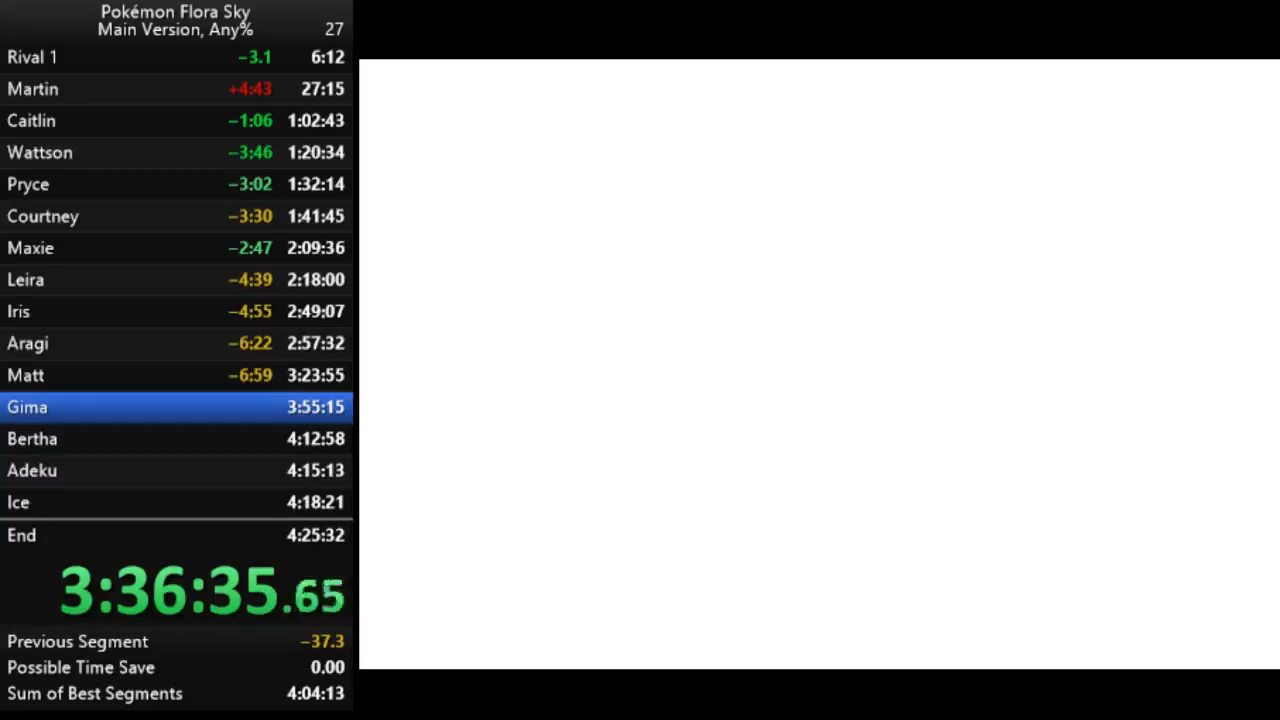 Pokémon Flora Sky
Main Version, Any% 27
Rival 1 −3.1 6:12
Martin +4:43 27:15
Caitlin −1:06 1:02:43
Wattson −3:46 1:20:34
Pryce −3:02 1:32:14
Courtney −3:30 1:41:45
Maxie −2:47 2:09:36
Leira −4:39 2:18:00
Iris −4:55 2:49:07
Aragi −6:22 2:57:32
Matt −6:59 3:23:55
Gima 3:55:15
Bertha 4:12:58
Adeku 4:15:13
Ice 4:18:21
End 4:25:32
3:36:35.65
Previous Segment −37.3
Possible Time Save 0.00
Sum of Best Segments 4:04:13